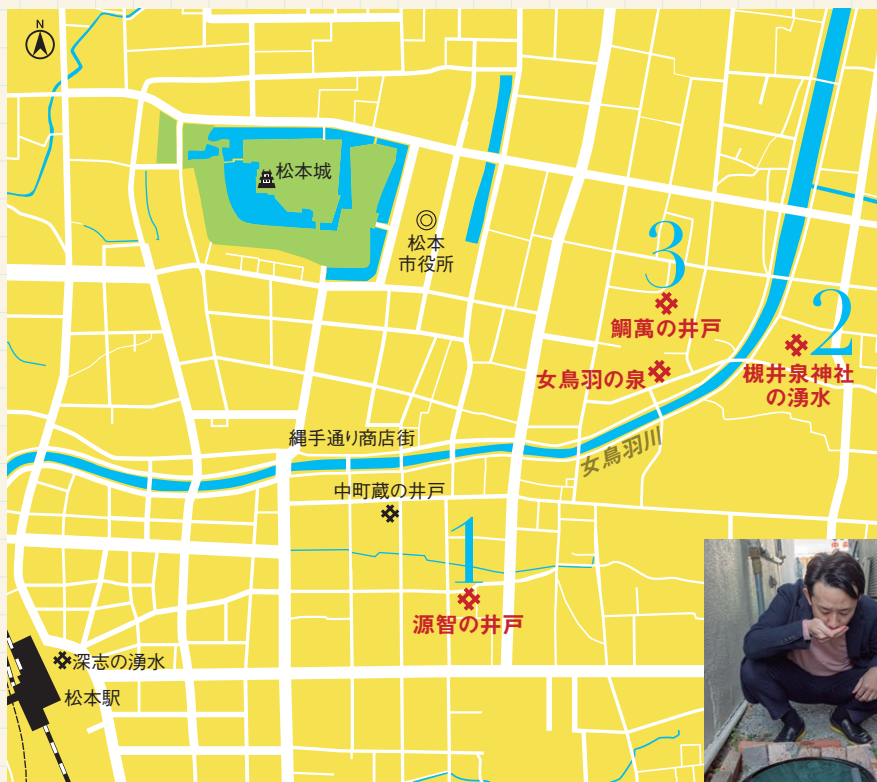 N
松本城
松本
市役所
3
鯛萬の井戸
2
槻井泉神社
の湧水
女鳥羽の泉
女鳥羽川
縄手通り商店街
中町蔵の井戸
1
源智の井戸
深志の湧水
松本駅